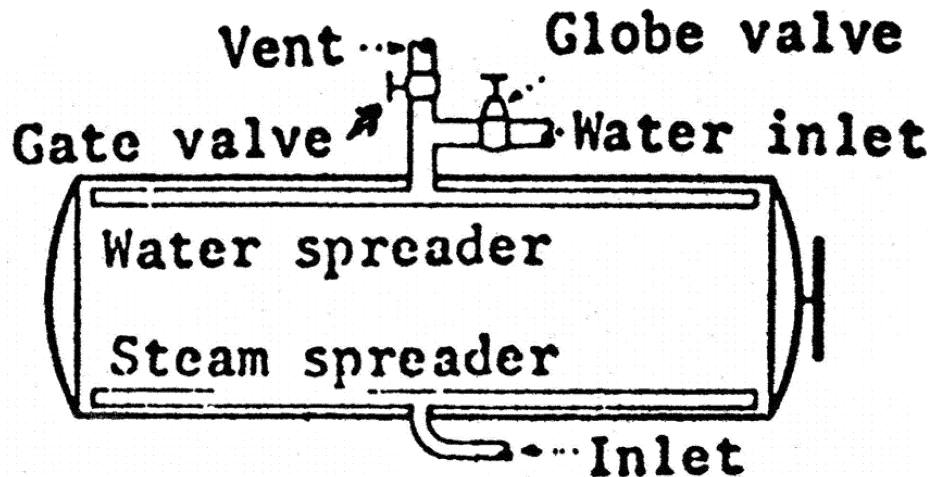 Vent
Globe valve
Gate valve
Water inlet
Water spreader
Steam spreader
Inlet